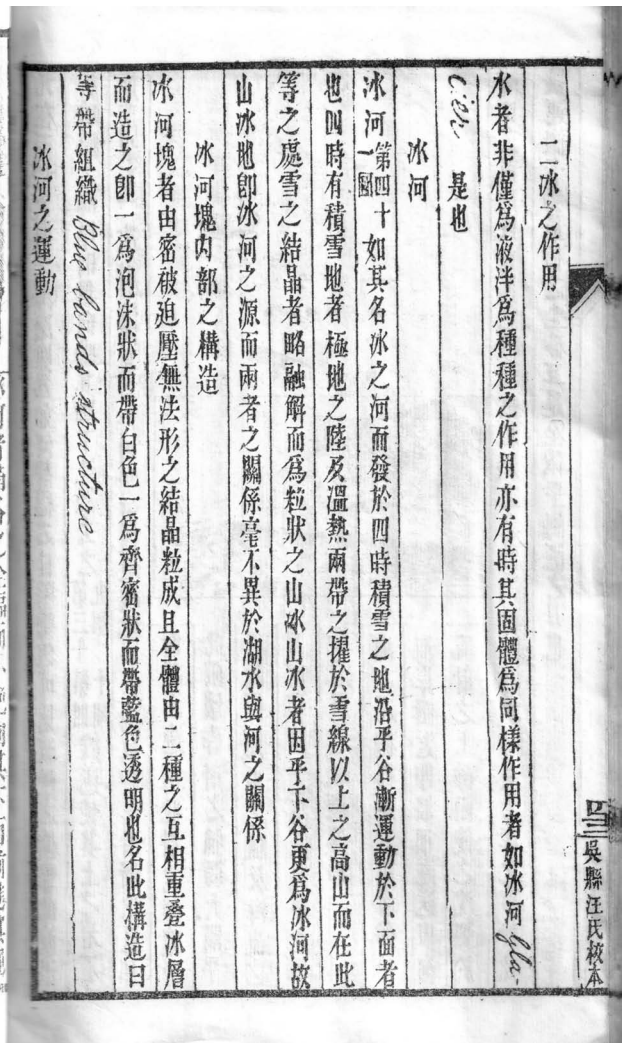 二冰之作用
水者非僅爲液泮爲種種之作用亦有時其固體爲同樣作用者如冰河 Gla-
cier 是也
冰河
冰河第四十一圖如其名冰之河而發於四時積雪之地沿乎谷漸運動於下面者
也四時有積雪地者極地之陸及溫熱兩帶之擢於雪線以上之高山而在此
等之處雪之結晶者略融解而爲粒狀之山冰山冰者因乎下谷更爲冰河故
山冰地卽冰河之源而兩者之關係毫不異於湖水與河之關係
冰河塊內部之構造
冰河塊者由密被迫壓無法形之結晶粒成且全體由二種之互相重疊冰層
而造之卽一爲泡沫狀而帶白色一爲齊密狀而帶藍色透明也名此構造曰
等帶組織 Blue bands structure
冰河之運動
吳縣汪氏校本